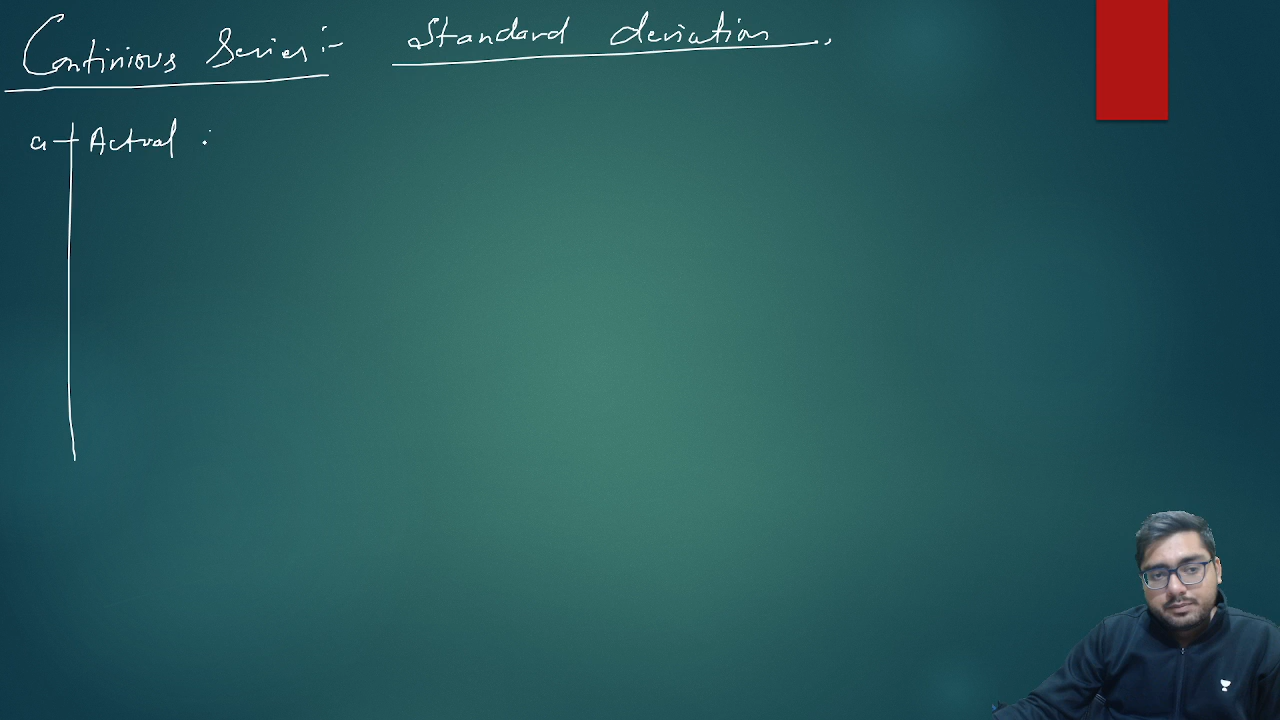 Continious Series :- Standard deviation.
a Actual :